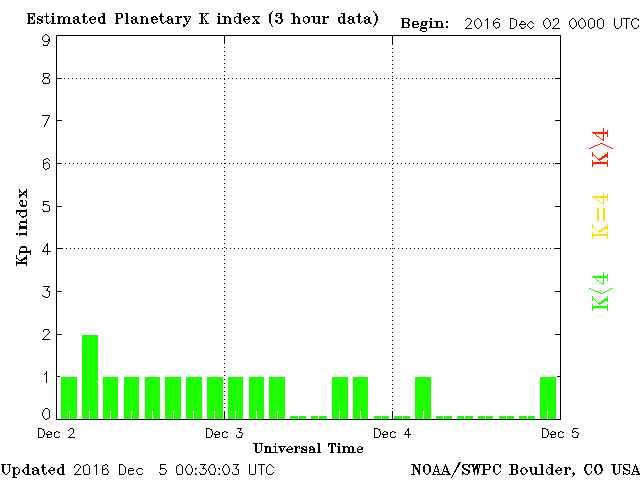 Estimated Planetary K index (3 hour data) Begin: 2016 Dec 02 0000 UTC
9
8
7
6
5
4
3
2
1
0
Kp index
K>4
K=4
K<4
Dec 2 Dec 3 Dec 4 Dec 5
Universal Time
Updated 2016 Dec 5 00:30:03 UTC NOAA/SWPC Boulder, CO USA